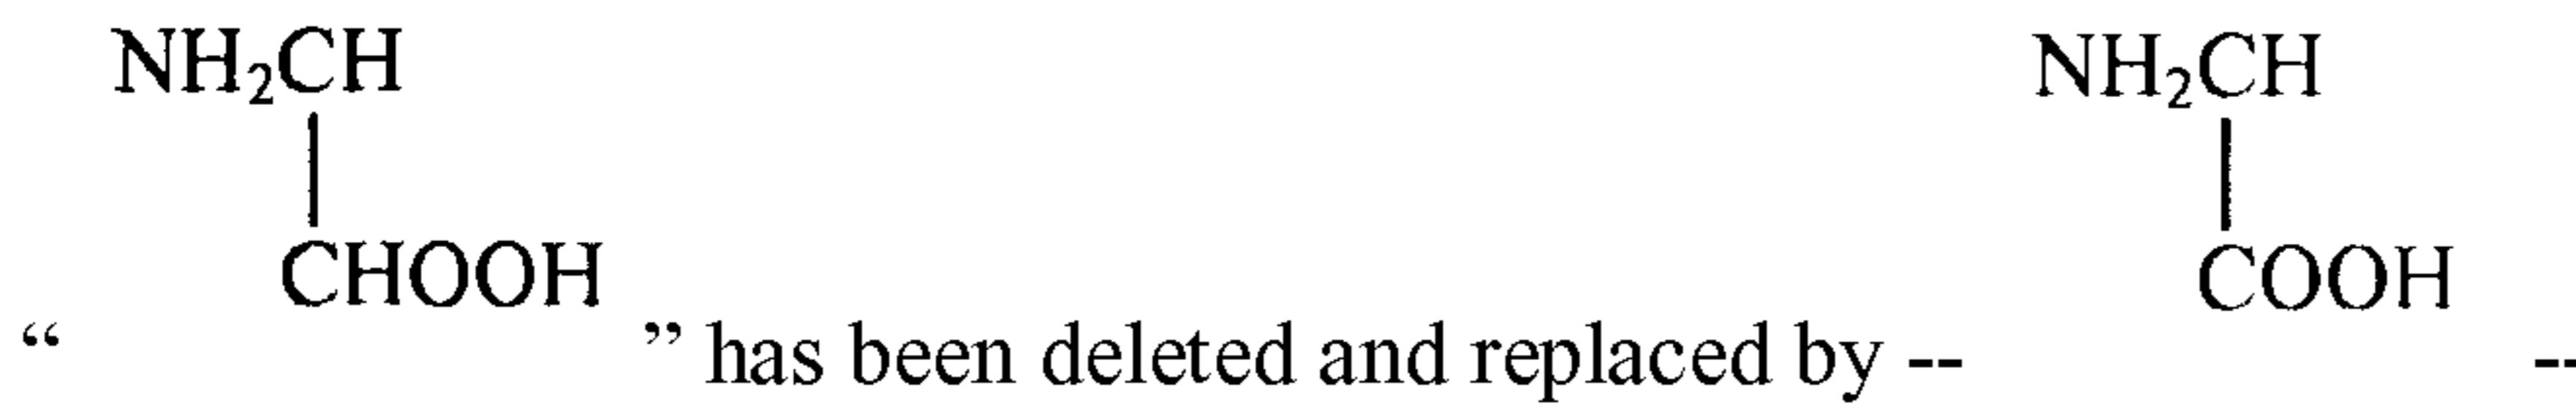 NH₂CH NH₂CH
CHOOH COOH
“ ” has been deleted and replaced by -- --